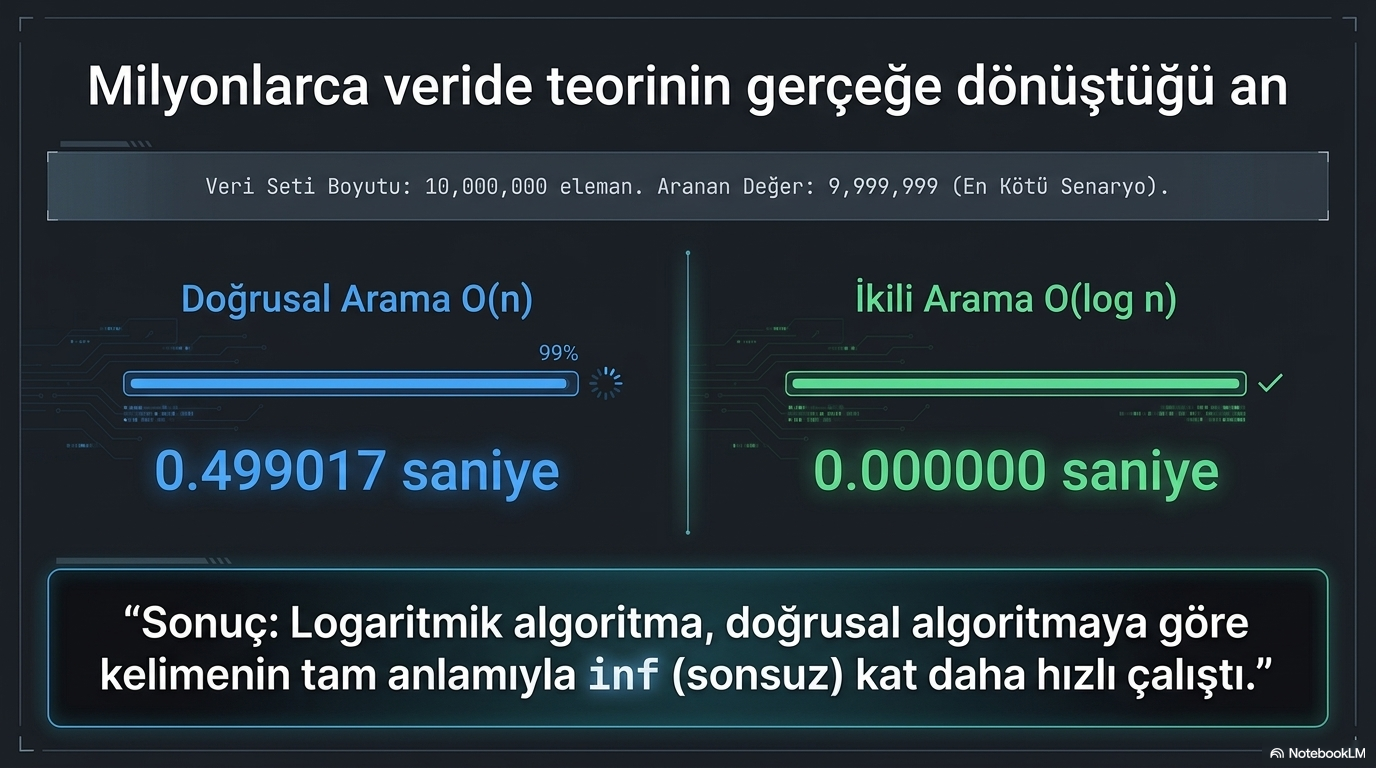 Milyonlarca veride teorinin gerçeğe dönüştüğü an
Veri Seti Boyutu: 10,000,000 eleman. Aranan Değer: 9,999,999 (En Kötü Senaryo).
Doğrusal Arama O(n)
99%
0.499017 saniye
İkili Arama O(log n)
0.000000 saniye
“Sonuç: Logaritmik algoritma, doğrusal algoritmaya göre
kelimenin tam anlamıyla inf (sonsuz) kat daha hızlı çalıştı.”
NotebookLM